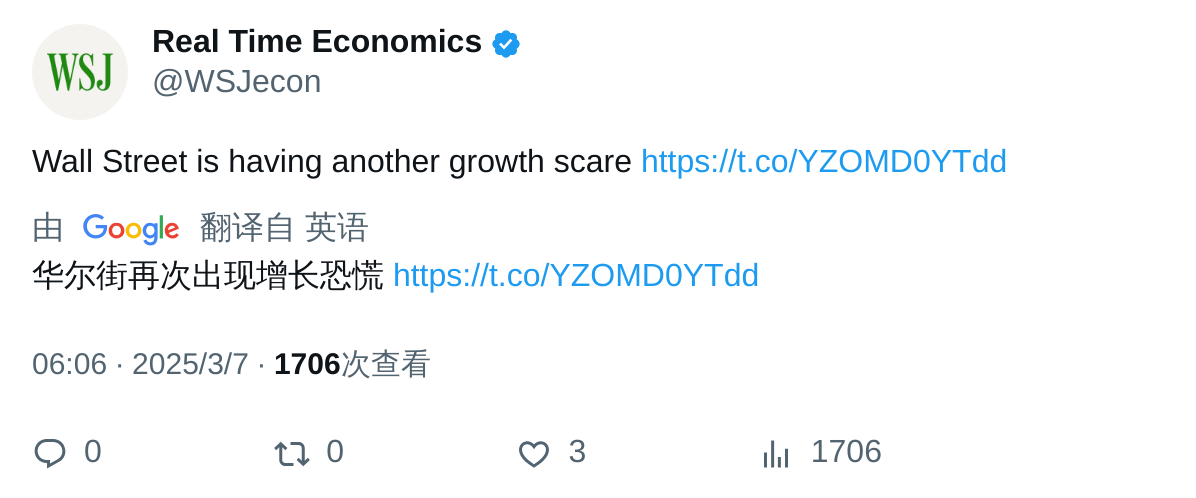 WSJ
Real Time Economics
@WSJecon
Wall Street is having another growth scare https://t.co/YZOMD0YTdd
由 Google 翻译自 英语
华尔街再次出现增长恐慌 https://t.co/YZOMD0YTdd
06:06 · 2025/3/7 · 1706次查看
0 0 3 1706